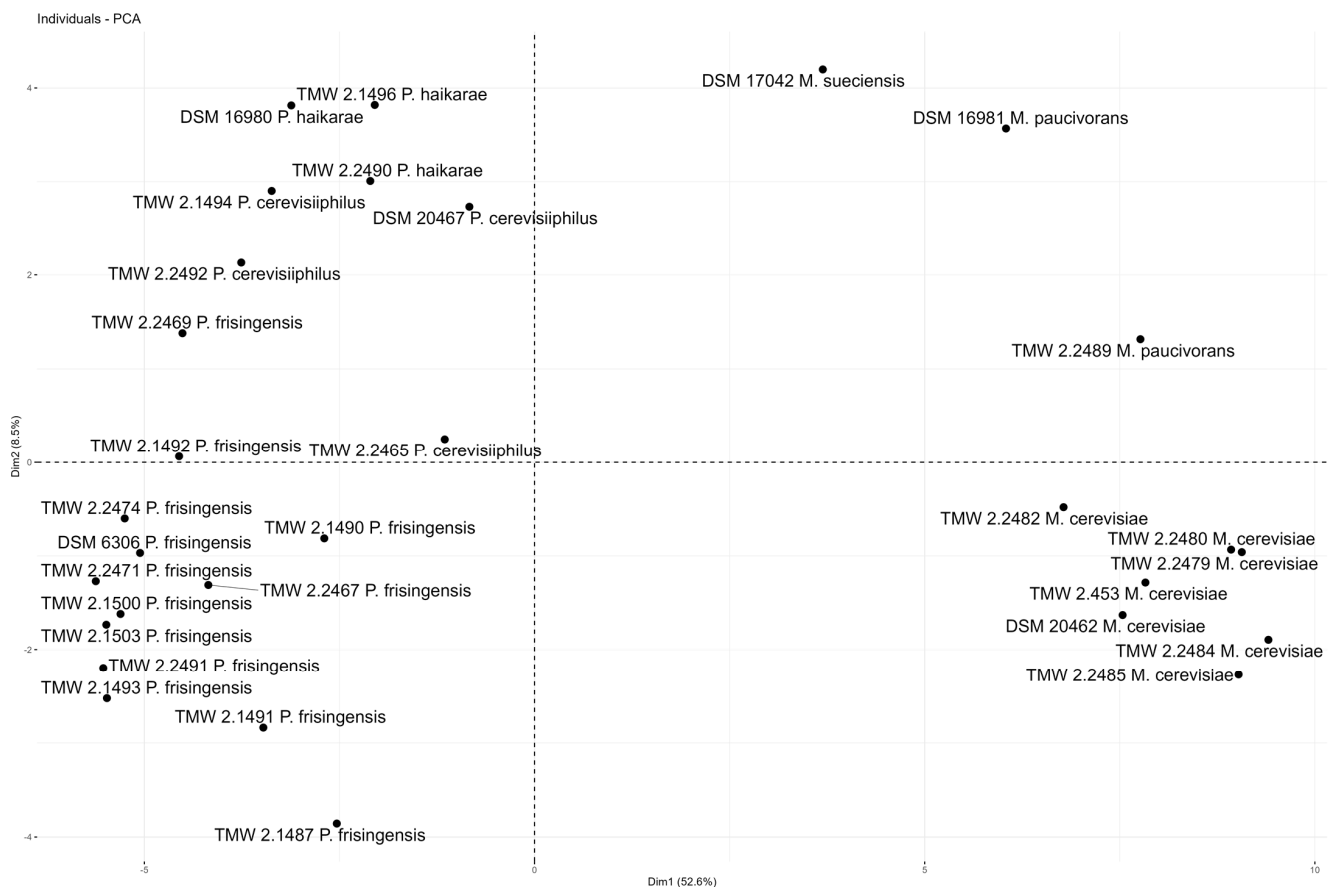 Individuals - PCA
DSM 17042 M. sueciensis
4
TMW 2.1496 P. haikarae
DSM 16980 P. haikarae
DSM 16981 M. paucivorans
TMW 2.2490 P. haikarae
TMW 2.1494 P. cerevisiiphilus
DSM 20467 P. cerevisiiphilus
2
TMW 2.2492 P. cerevisiiphilus
TMW 2.2469 P. frisingensis
TMW 2.2489 M. paucivorans
Dim2 (8.5%)
TMW 2.1492 P. frisingensis
TMW 2.2465 P. cerevisiiphilus
0
TMW 2.2474 P. frisingensis
TMW 2.1490 P. frisingensis
TMW 2.2482 M. cerevisiae
DSM 6306 P. frisingensis
TMW 2.2480 M. cerevisiae
TMW 2.2479 M. cerevisiae
TMW 2.2471 P. frisingensis
TMW 2.2467 P. frisingensis
TMW 2.453 M. cerevisiae
TMW 2.1500 P. frisingensis
DSM 20462 M. cerevisiae
TMW 2.1503 P. frisingensis
-2
TMW 2.2484 M. cerevisiae
TMW 2.2491 P. frisingensis
TMW 2.2485 M. cerevisiae
TMW 2.1493 P. frisingensis
TMW 2.1491 P. frisingensis
TMW 2.1487 P. frisingensis
-4
-5
0
5
10
Dim1 (52.6%)